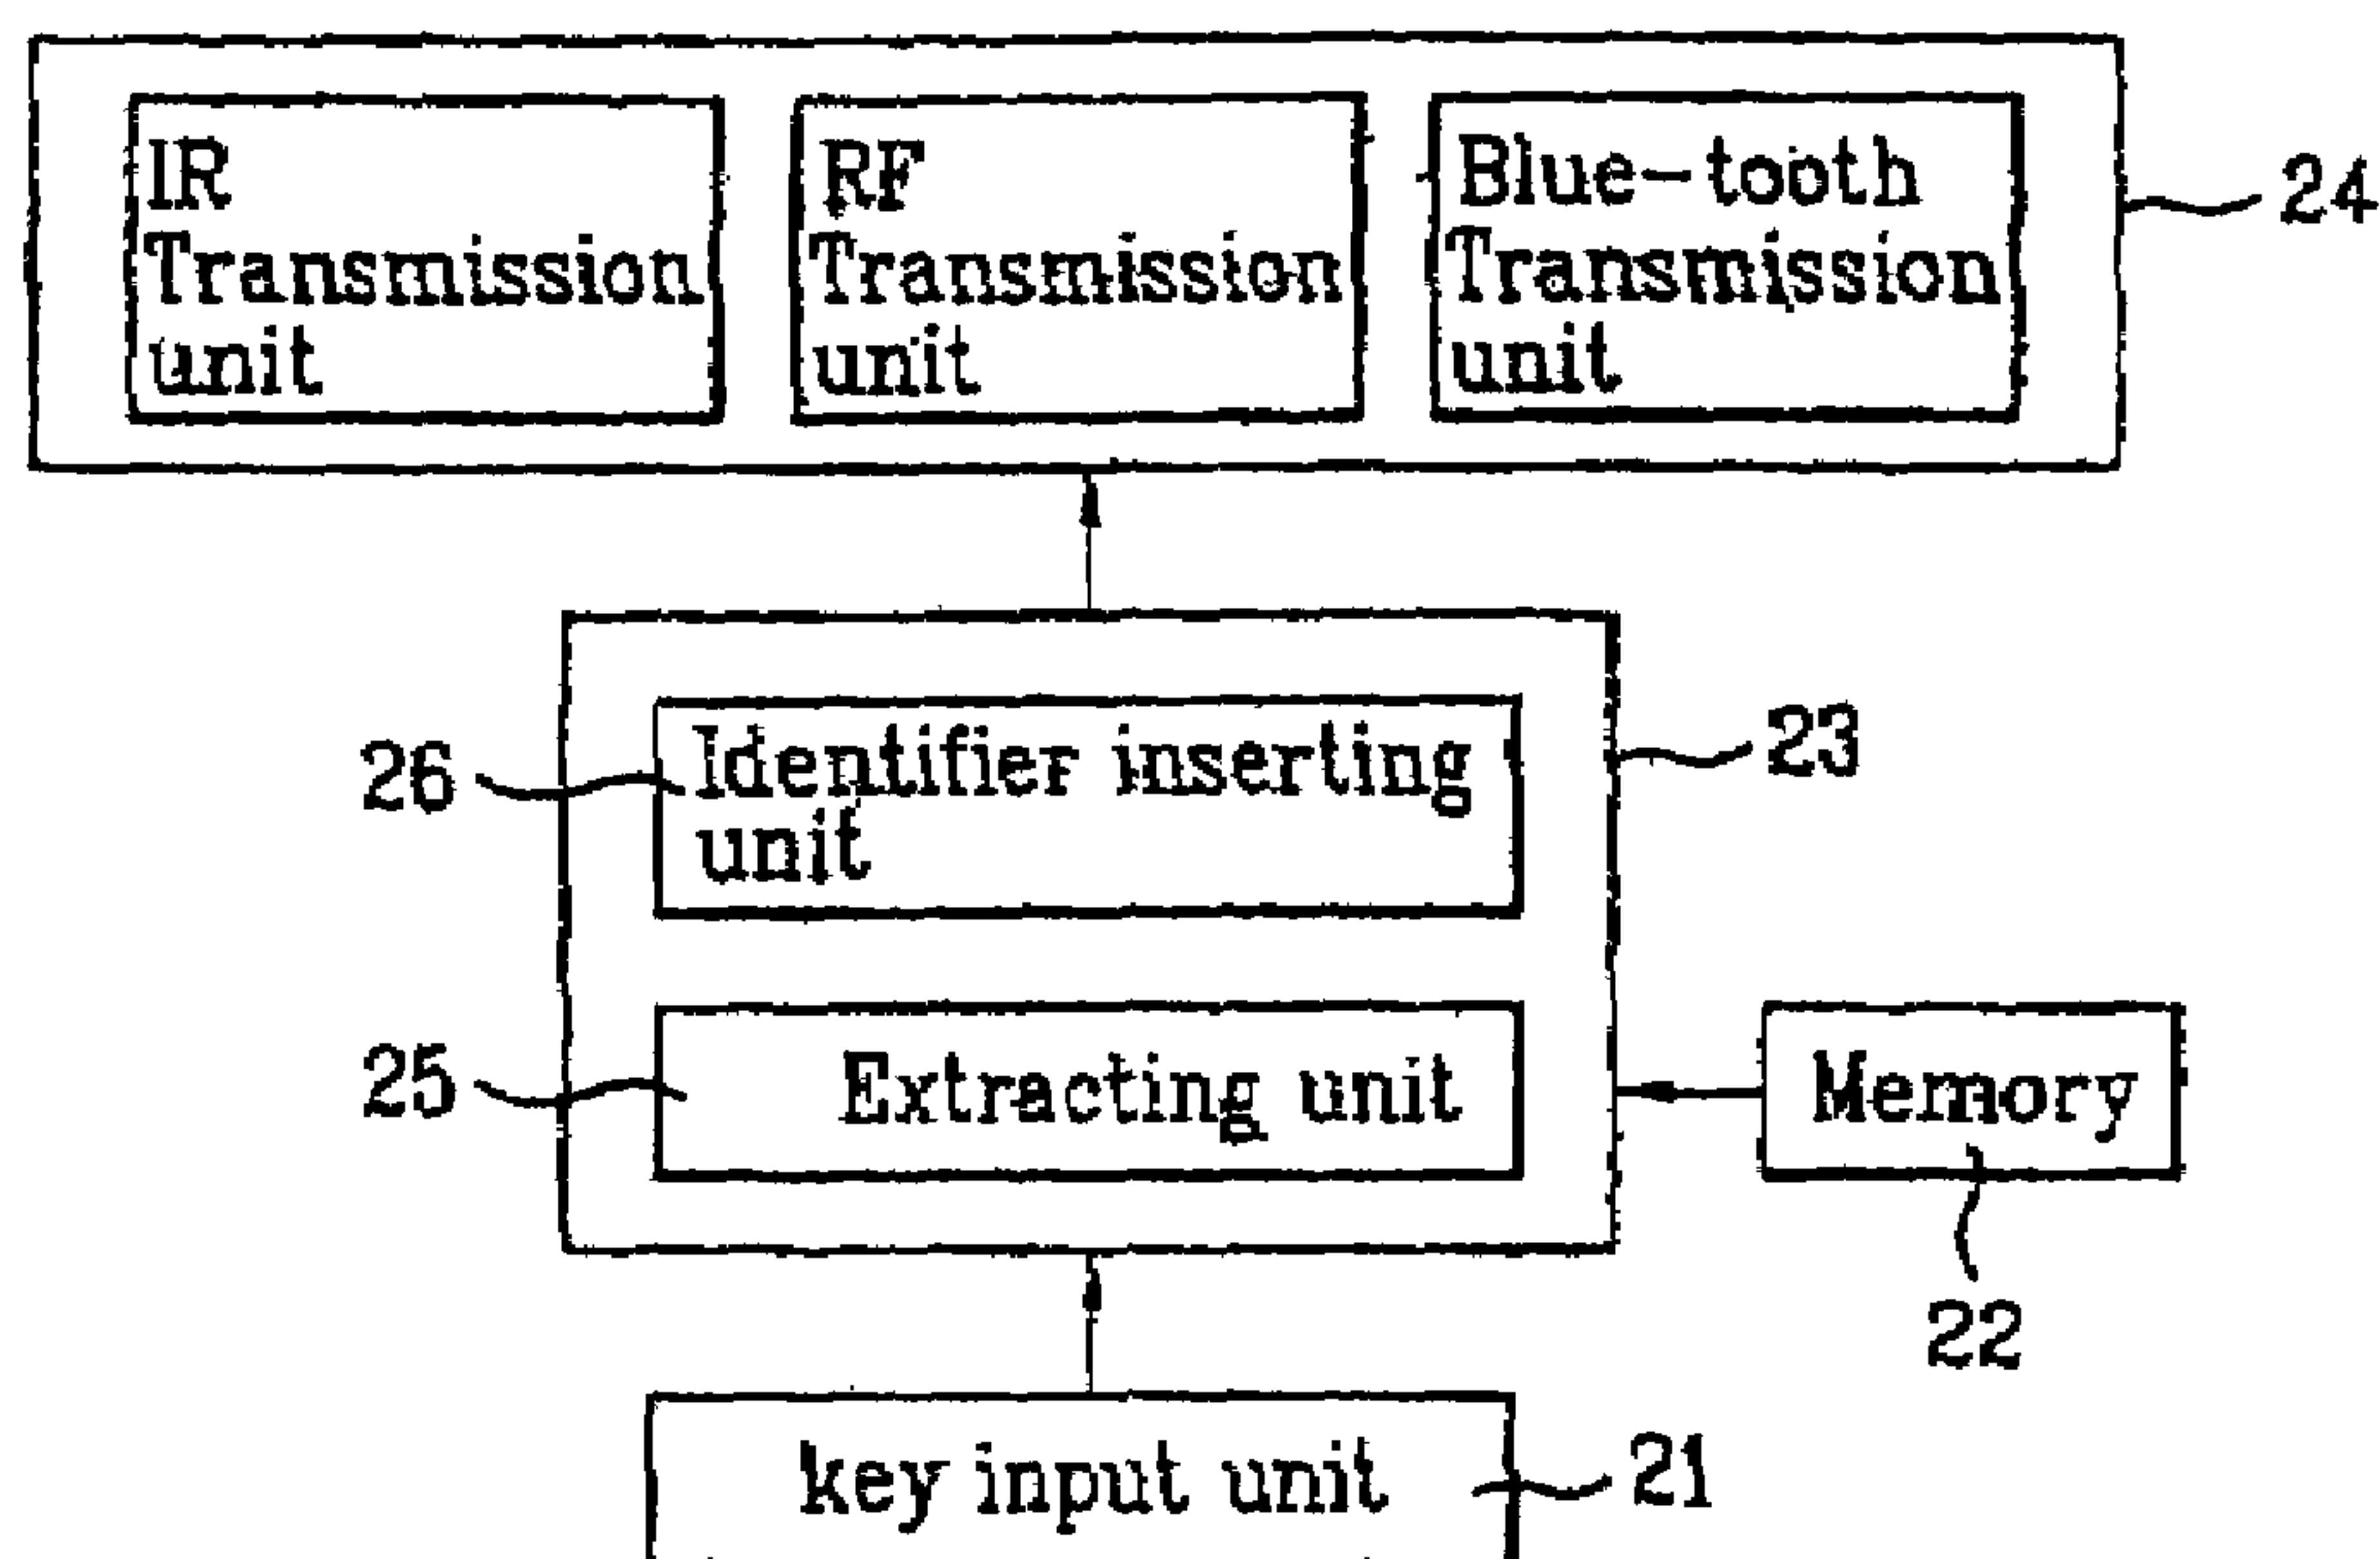 IR
Transmission
unit
RF
Transmission
unit
Blue-tooth
Transmission
unit
24
26
Identifier inserting
unit
23
25
Extracting unit
Memory
22
key input unit
21